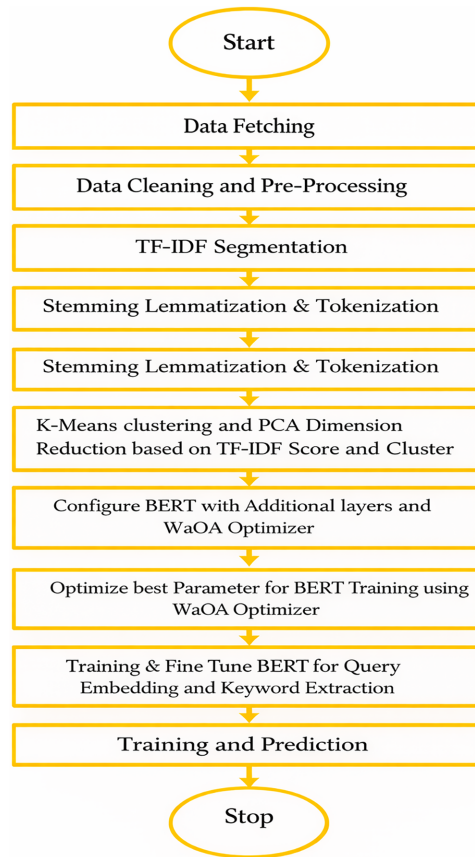 Start
Data Fetching
Data Cleaning and Pre-Processing
TF-IDF Segmentation
Stemming Lemmatization & Tokenization
Stemming Lemmatization & Tokenization
K-Means clustering and PCA Dimension
Reduction based on TF-IDF Score and Cluster
Configure BERT with Additional layers and
WaOA Optimizer
Optimize best Parameter for BERT Training using
WaOA Optimizer
Training & Fine Tune BERT for Query
Embedding and Keyword Extraction
Training and Prediction
Stop